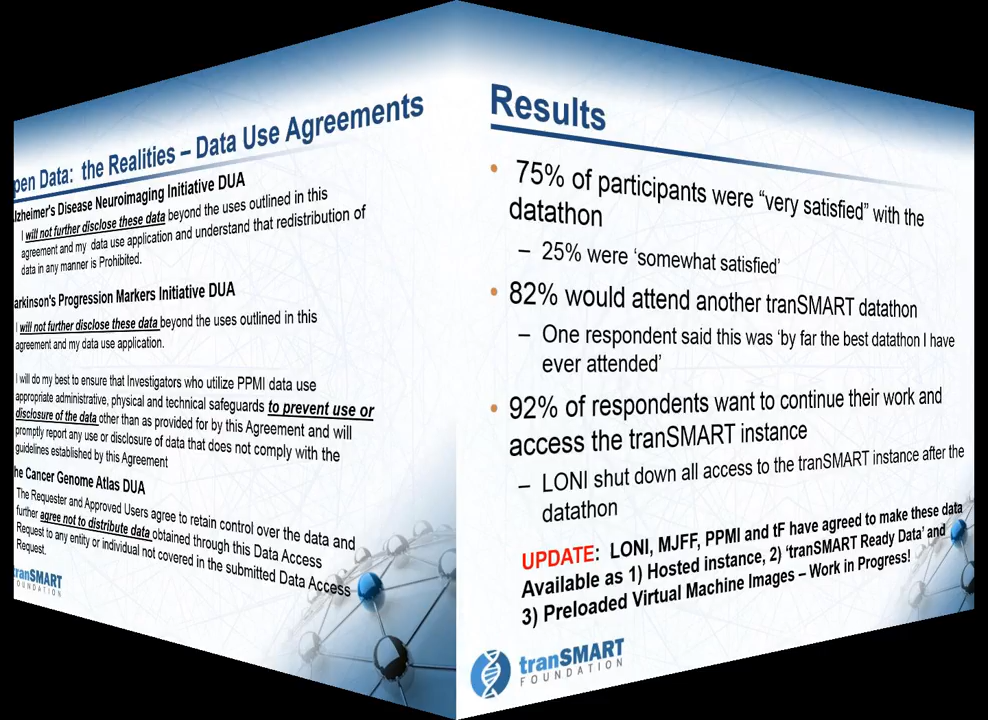 pen Data: the Realities – Data Use Agreements
lzheimer's Disease Neuroimaging Initiative DUA
I will not further disclose these data beyond the uses outlined in this
agreement and my data use application and understand that redistribution of
data in any manner is Prohibited.
arkinson's Progression Markers Initiative DUA
I will not further disclose these data beyond the uses outlined in this
agreement and my data use application.
I will do my best to ensure that Investigators who utilize PPMI data use
appropriate administrative, physical and technical safeguards to prevent use or
disclosure of the data other than as provided for by this Agreement and will
promptly report any use or disclosure of data that does not comply with the
guidelines established by this Agreement
he Cancer Genome Atlas DUA
The Requester and Approved Users agree to retain control over the data and
further agree not to distribute data obtained through this Data Access
Request to any entity or individual not covered in the submitted Data Access
Request.
ranSMART
OUNDATION
Results
• 75% of participants were “very satisfied” with the
datathon
– 25% were ‘somewhat satisfied’
• 82% would attend another tranSMART datathon
– One respondent said this was ‘by far the best datathon I have
ever attended’
• 92% of respondents want to continue their work and
access the tranSMART instance
– LONI shut down all access to the tranSMART instance after the
datathon
UPDATE: LONI, MJFF, PPMI and tF have agreed to make these data
Available as 1) Hosted instance, 2) ‘tranSMART Ready Data’ and
3) Preloaded Virtual Machine Images – Work in Progress!
tranSMART
FOUNDATION